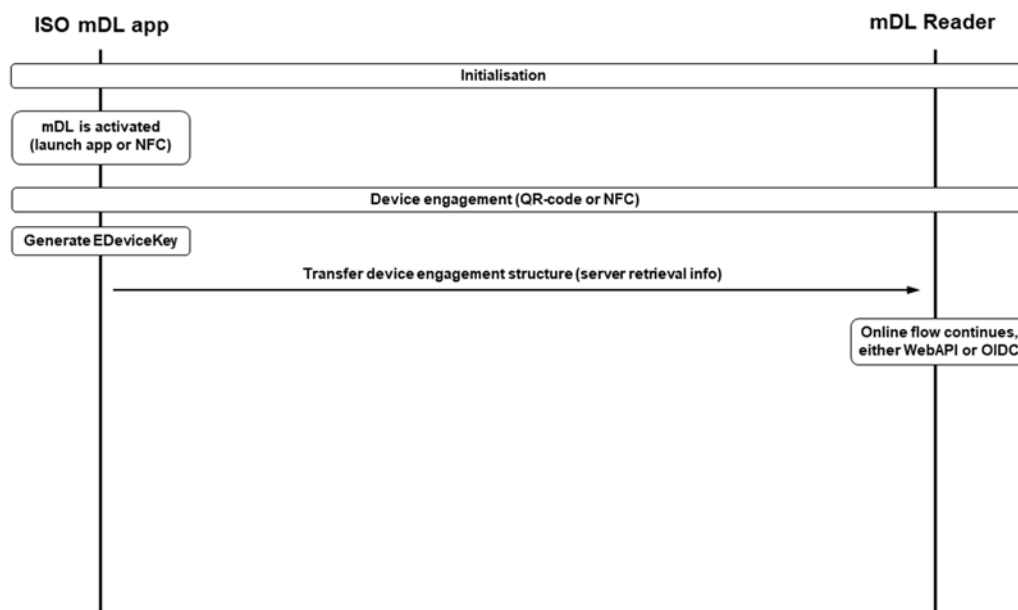 ISO mDL app
mDL Reader
Initialisation
mDL is activated
(launch app or NFC)
Device engagement (QR-code or NFC)
Generate EDeviceKey
Transfer device engagement structure (server retrieval info)
Online flow continues,
either WebAPI or OIDC